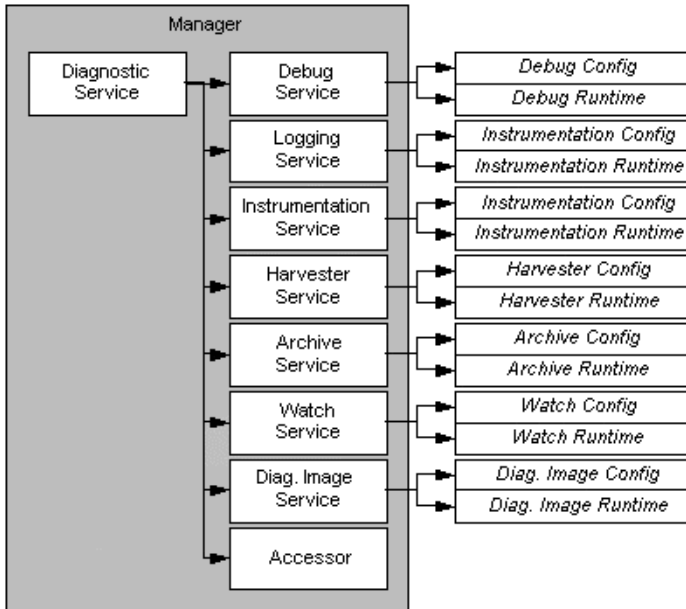 Manager
Diagnostic
Service
Debug
Service
Debug Config
Debug Runtime
Logging
Service
Instrumentation Config
Instrumentation Runtime
Instrumentation
Service
Instrumentation Config
Instrumentation Runtime
Harvester
Service
Harvester Config
Harvester Runtime
Archive
Service
Archive Config
Archive Runtime
Watch
Service
Watch Config
Watch Runtime
Diag. Image
Service
Diag. Image Config
Diag. Image Runtime
Accessor